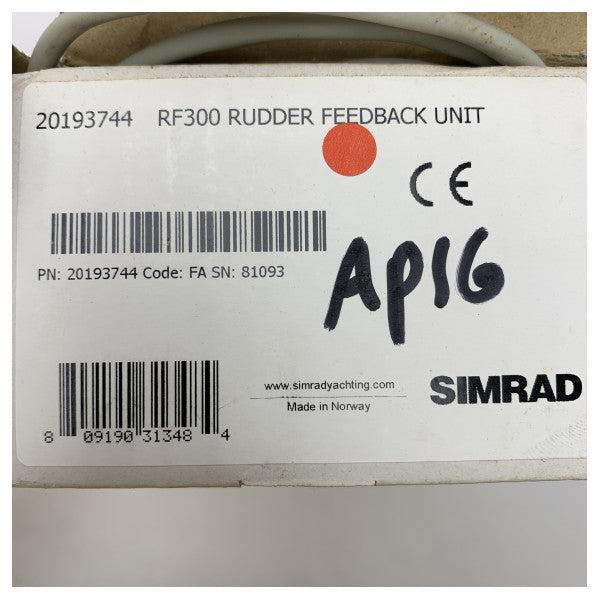 20193744 RF300 RUDDER FEEDBACK UNIT
CE
AP16
PN: 20193744 Code: FA SN: 81093
www.simradyachting.com
Made in Norway
SIMRAD
8 09190 31348 4